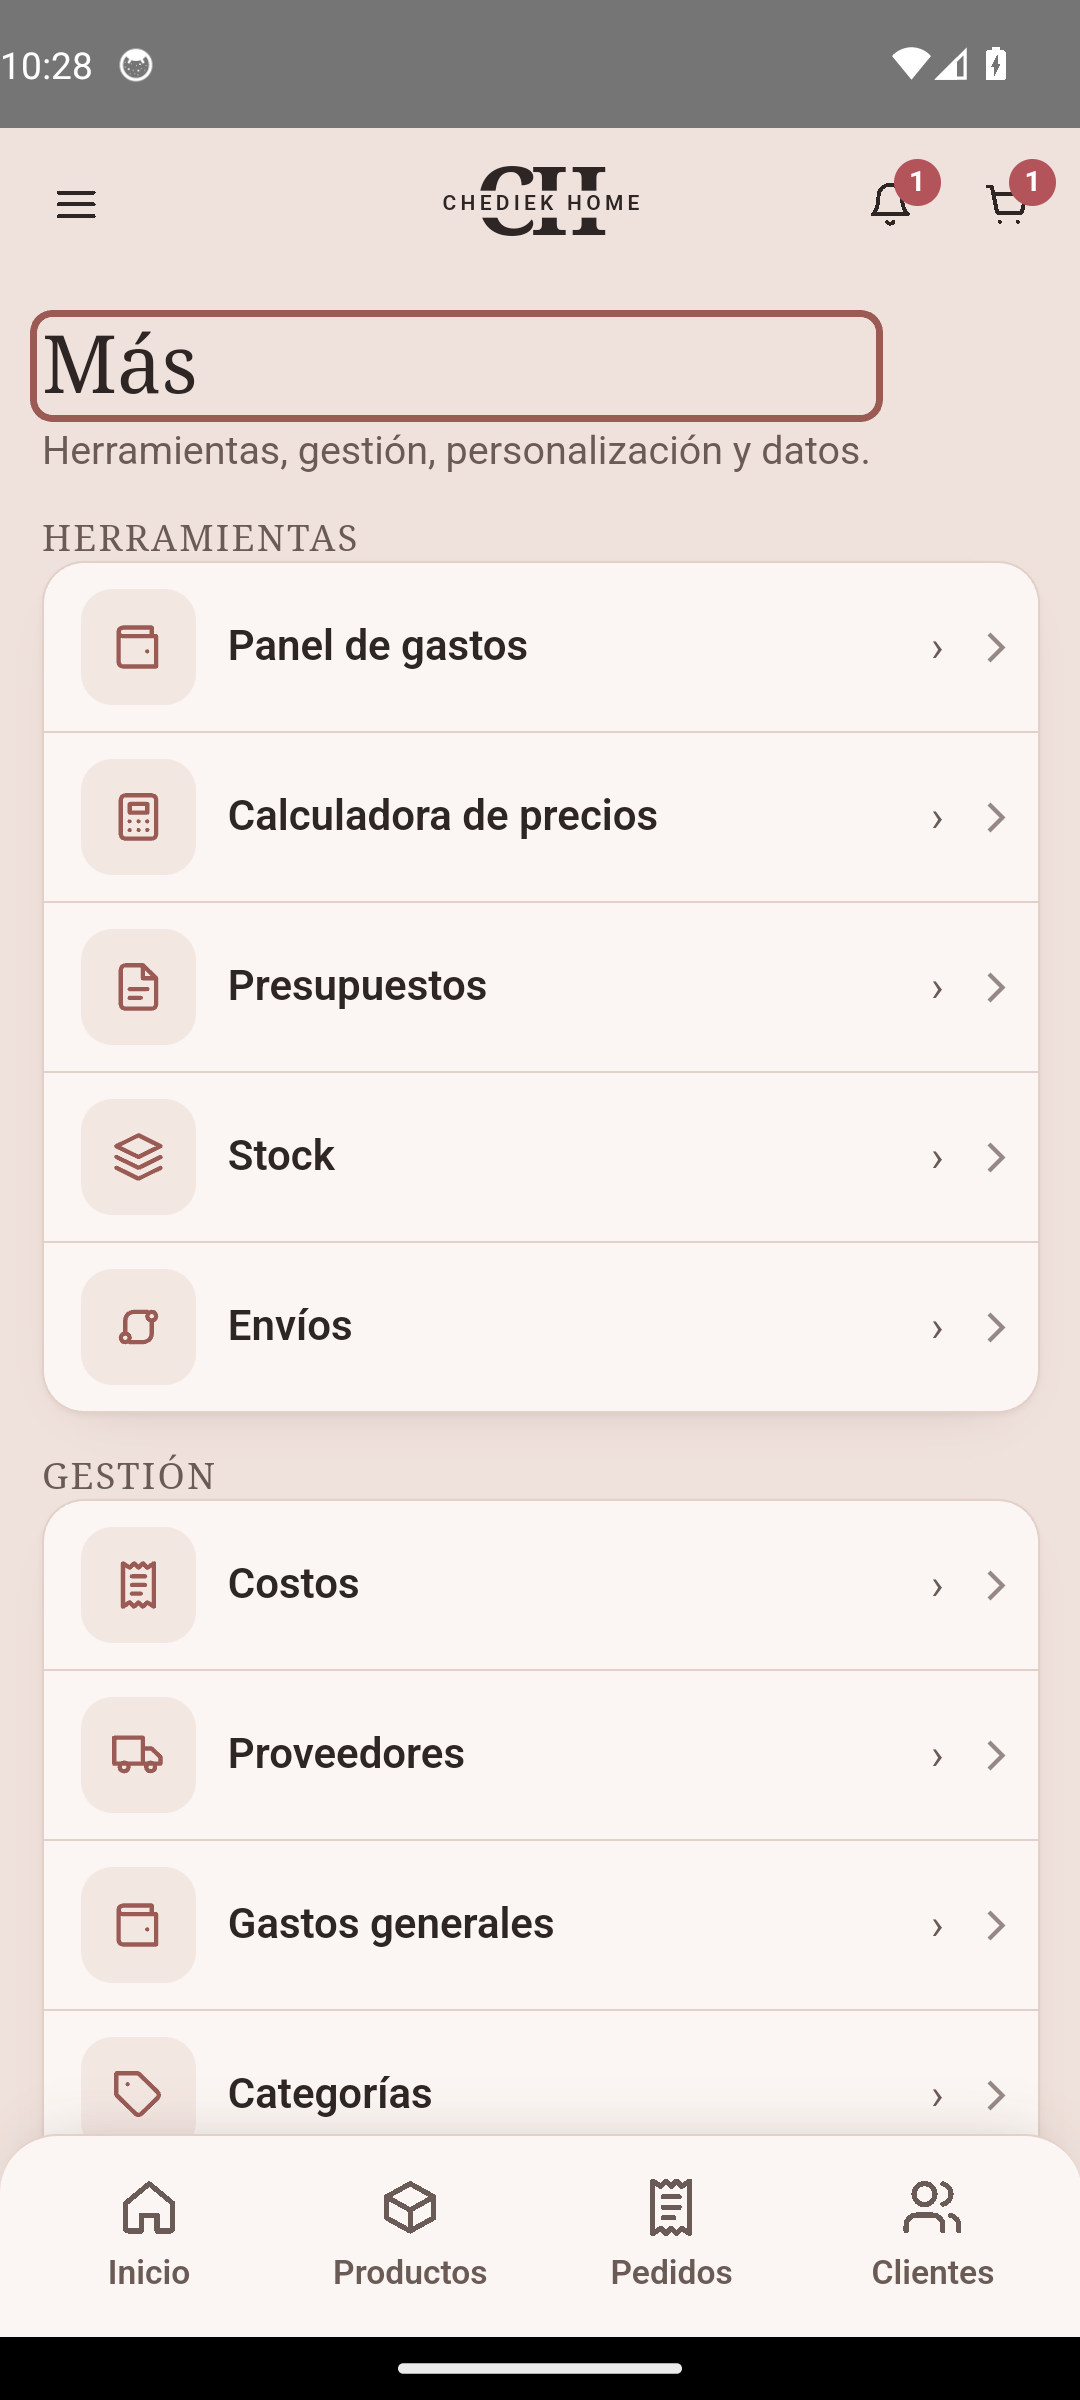 10:28
CH
CHEDIEK HOME
1
1
Más
Herramientas, gestión, personalización y datos.
HERRAMIENTAS
Panel de gastos
Calculadora de precios
Presupuestos
Stock
Envíos
GESTIÓN
Costos
Proveedores
Gastos generales
Categorías
Inicio
Productos
Pedidos
Clientes